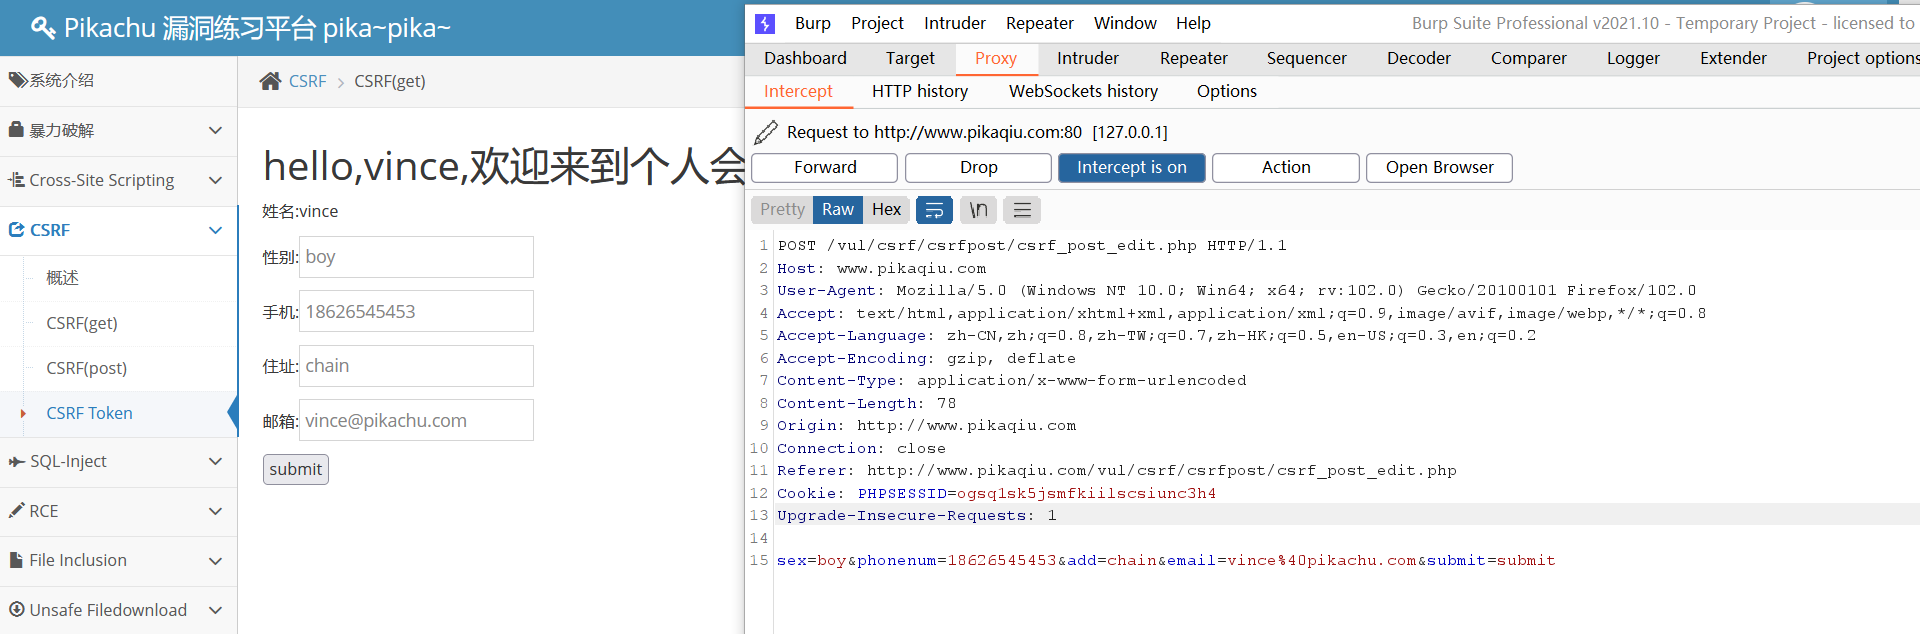 Pikachu 漏洞练习平台 pika~pika~
系统介绍
暴力破解
Cross-Site Scripting
CSRF
概述
CSRF(get)
CSRF(post)
CSRF Token
SQL-Inject
RCE
File Inclusion
Unsafe Filedownload
CSRF > CSRF(get)
hello,vince,欢迎来到个人会
姓名:vince
性别: boy
手机: 18626545453
住址: chain
邮箱: vince@pikachu.com
submit
Burp Project Intruder Repeater Window Help Burp Suite Professional v2021.10 - Temporary Project - licensed to
Dashboard Target Proxy Intruder Repeater Sequencer Decoder Comparer Logger Extender Project options
Intercept HTTP history WebSockets history Options
Request to http://www.pikaqiu.com:80 [127.0.0.1]
Forward Drop Intercept is on Action Open Browser
Pretty Raw Hex \n
1 POST /vul/csrf/csrfpost/csrf_post_edit.php HTTP/1.1
2 Host: www.pikaqiu.com
3 User-Agent: Mozilla/5.0 (Windows NT 10.0; Win64; x64; rv:102.0) Gecko/20100101 Firefox/102.0
4 Accept: text/html,application/xhtml+xml,application/xml;q=0.9,image/avif,image/webp,*/*;q=0.8
5 Accept-Language: zh-CN,zh;q=0.8,zh-TW;q=0.7,zh-HK;q=0.5,en-US;q=0.3,en;q=0.2
6 Accept-Encoding: gzip, deflate
7 Content-Type: application/x-www-form-urlencoded
8 Content-Length: 78
9 Origin: http://www.pikaqiu.com
10 Connection: close
11 Referer: http://www.pikaqiu.com/vul/csrf/csrfpost/csrf_post_edit.php
12 Cookie: PHPSESSID=ogsq1sk5jsmfkiilscsiunc3h4
13 Upgrade-Insecure-Requests: 1
14
15 sex=boy&phonenum=18626545453&add=chain&email=vince%40pikachu.com&submit=submit